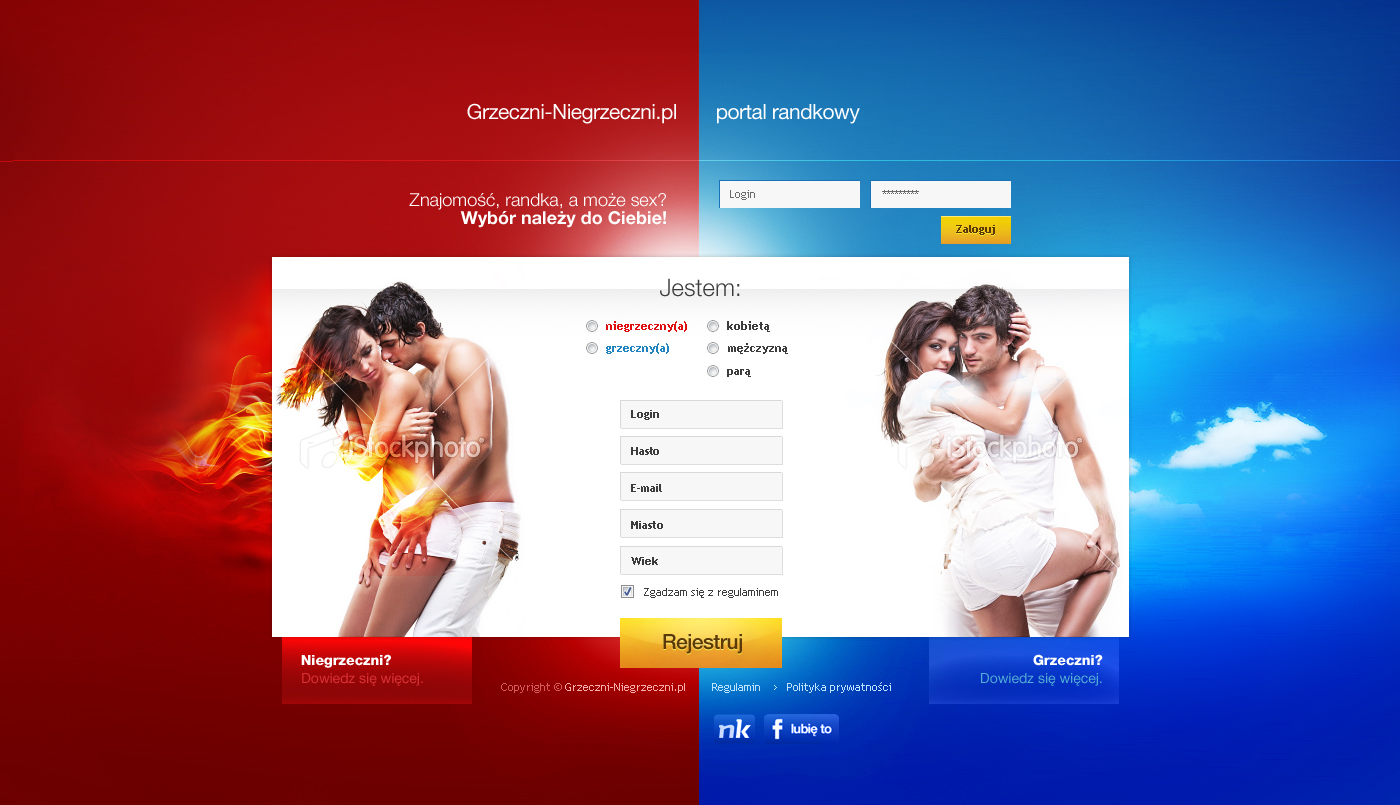 Grzeczni-Niegrzeczni.pl portal randkowy
Znajomość, randka, a może sex?
Wybór należy do Ciebie!
Login *********
Zaloguj
Jestem:
niegrzeczny(a) kobietą
grzeczny(a) mężczyzną
parą
iStockphoto iStockphoto
Login
Hasło
E-mail
Miasto
Wiek
Zgadzam się z regulaminem
Rejestruj
Niegrzeczni?
Dowiedz się więcej.
Grzeczni?
Dowiedz się więcej.
Copyright © Grzeczni-Niegrzeczni.pl Regulamin > Polityka prywatności
nk f lubię to